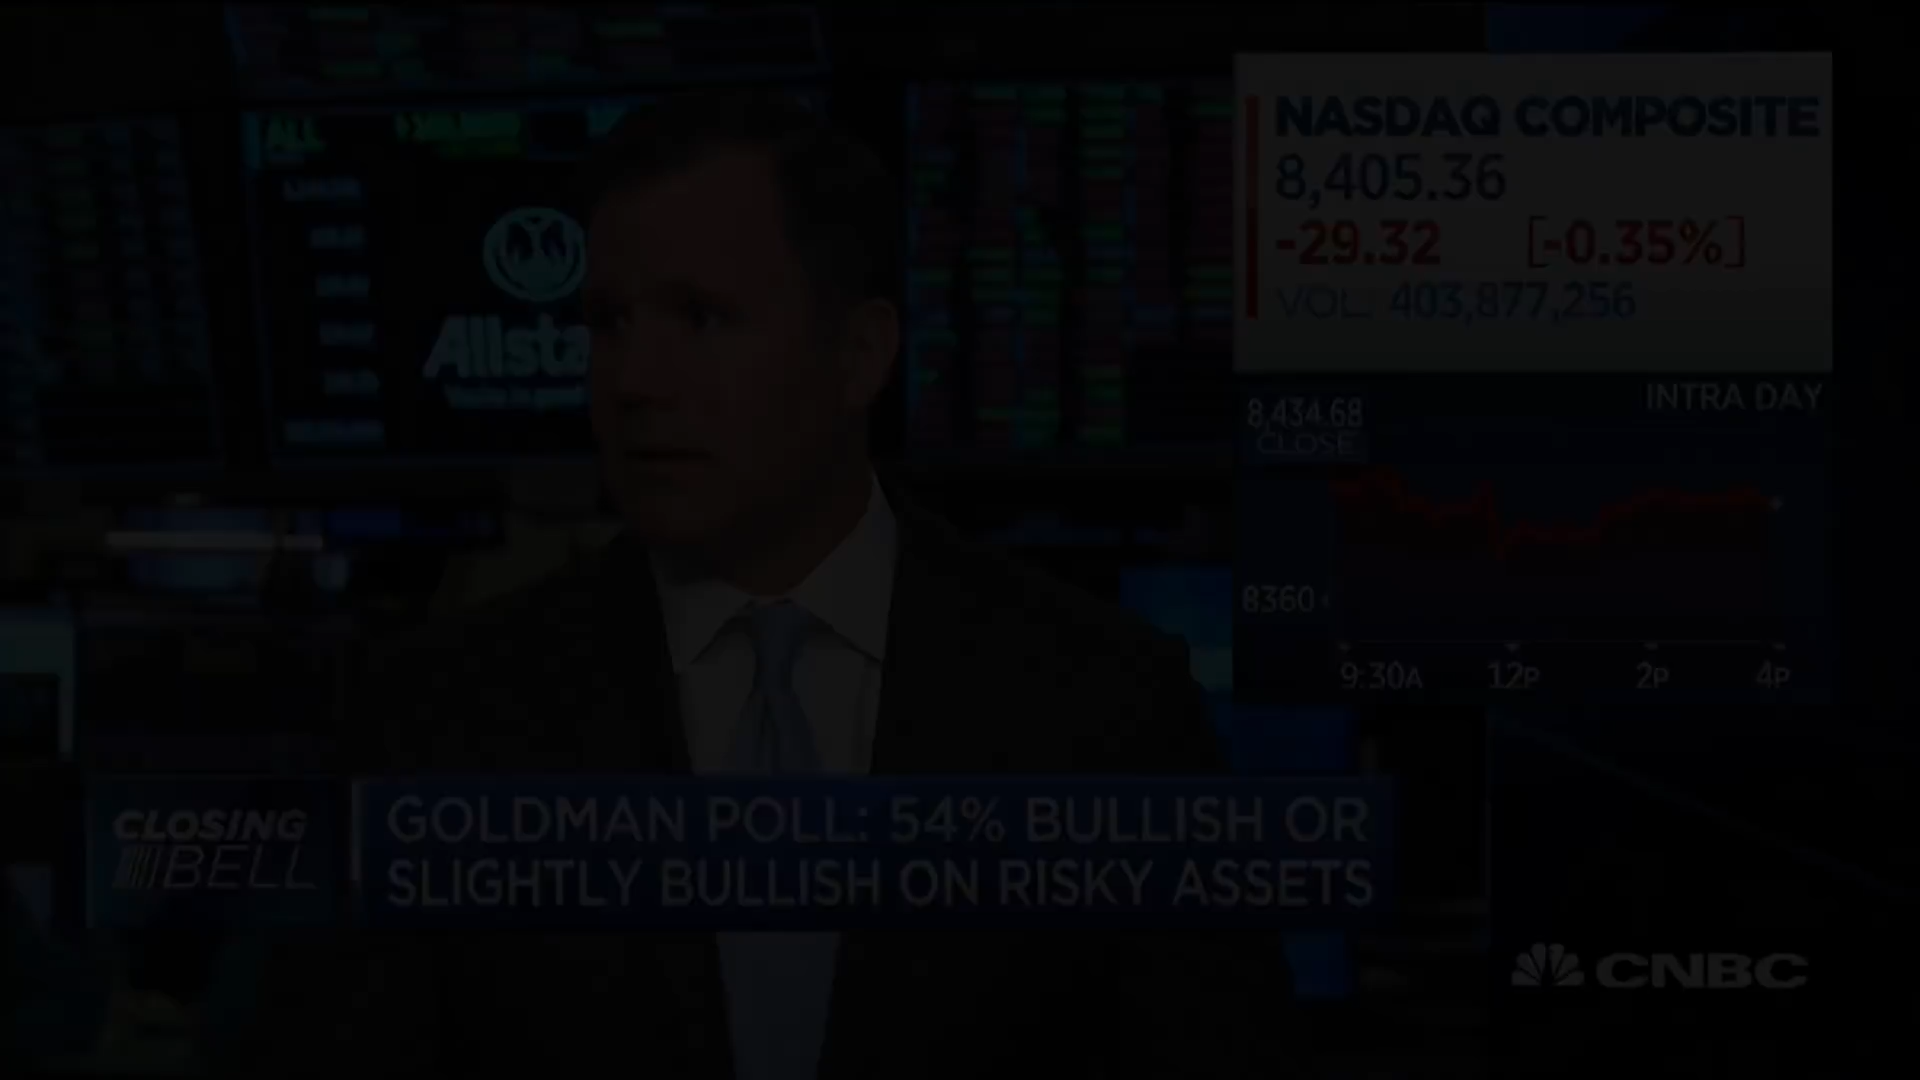 ALL
Allsta
NASDAQ COMPOSITE
8,405.36
-29.32 [-0.35%]
VOL. 403,877,256
INTRA DAY
8,434.68
CLOSE
8360
9:30A 12P 2P 4P
CLOSING
BELL
GOLDMAN POLL: 54% BULLISH OR
SLIGHTLY BULLISH ON RISKY ASSETS
CNBC